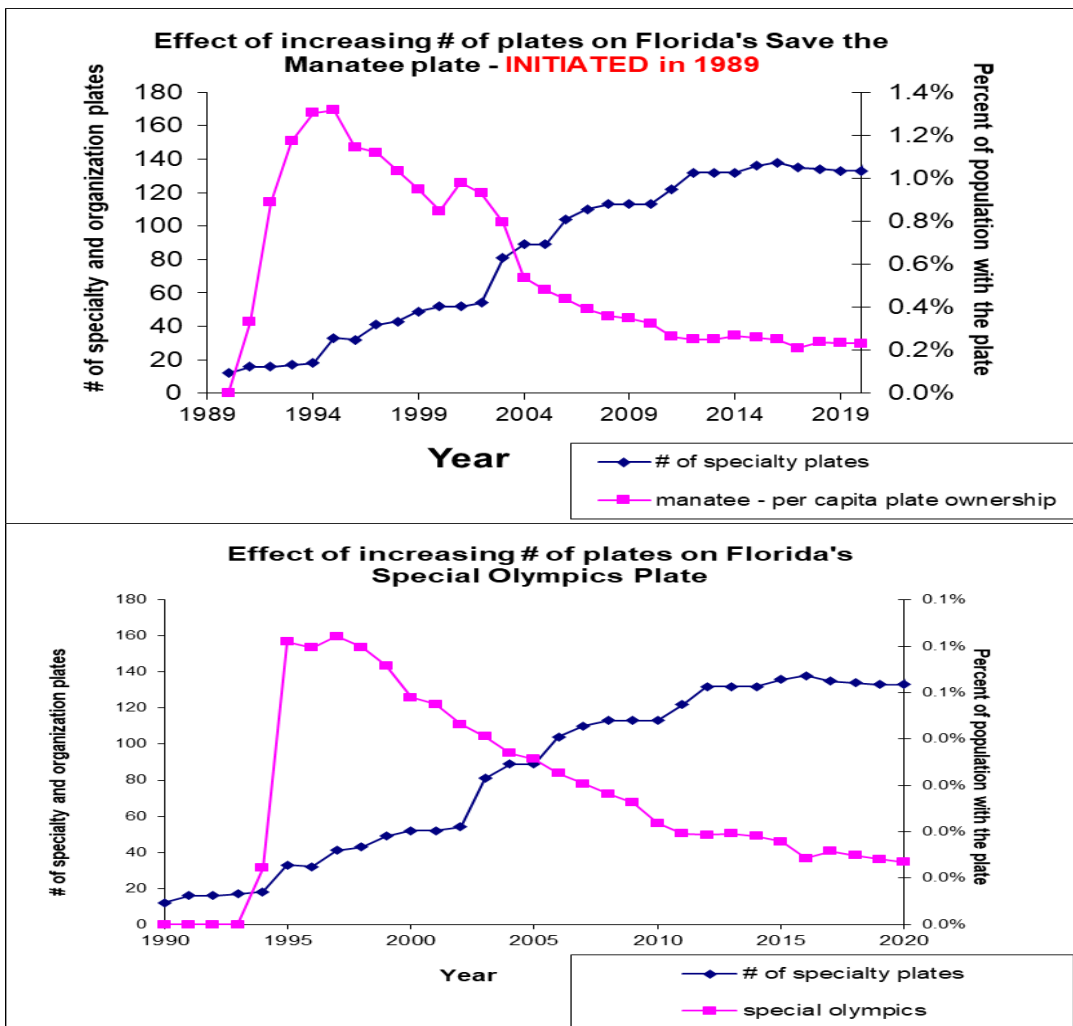 Effect of increasing # of plates on Florida's Save the
Manatee plate - INITIATED in 1989
# of specialty and organization plates
180
160
140
120
100
80
60
40
20
0
1.4%
1.2%
1.0%
0.8%
0.6%
0.4%
0.2%
0.0%
Percent of population with the plate
1989 1994 1999 2004 2009 2014 2019
Year
# of specialty plates
manatee - per capita plate ownership
Effect of increasing # of plates on Florida's
Special Olympics Plate
# of specialty and organization plates
180
160
140
120
100
80
60
40
20
0
0.1%
0.1%
0.1%
0.0%
0.0%
0.0%
0.0%
0.0%
Percent of population with the plate
1990 1995 2000 2005 2010 2015 2020
Year
# of specialty plates
special olympics